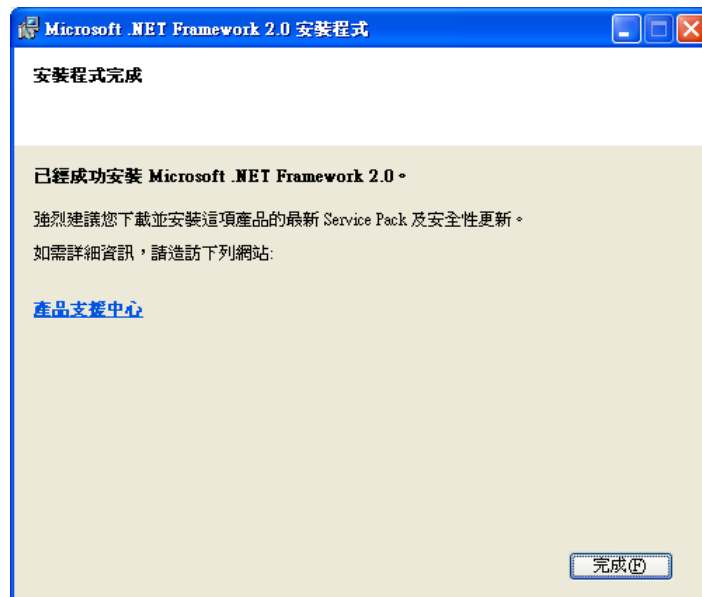 Microsoft .NET Framework 2.0 安裝程式
安裝程式完成
已經成功安裝 Microsoft .NET Framework 2.0。
強烈建議您下載並安裝這項產品的最新 Service Pack 及安全性更新。
如需詳細資訊，請造訪下列網站:
產品支援中心
完成(F)